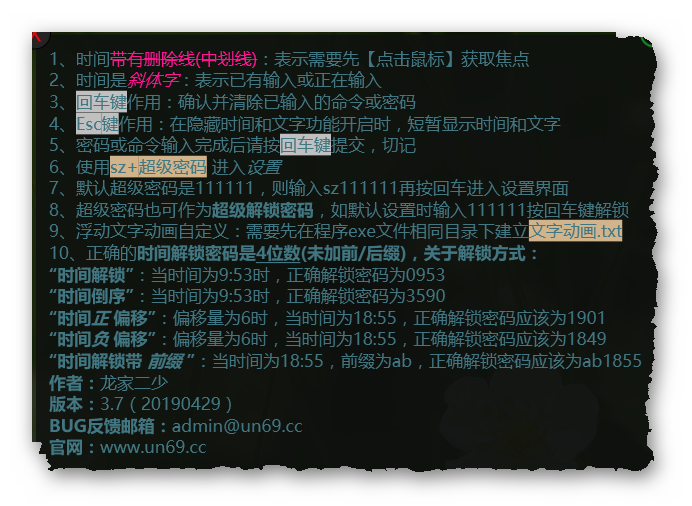 1、时间带有删除线(中划线)：表示需要先【点击鼠标】获取焦点
2、时间是斜体字：表示已有输入或正在输入
3、回车键作用：确认并清除已输入的命令或密码
4、Esc键作用：在隐藏时间和文字功能开启时，短暂显示时间和文字
5、密码或命令输入完成后请按回车键提交，切记
6、使用sz+超级密码 进入设置
7、默认超级密码是111111，则输入sz111111再按回车进入设置界面
8、超级密码也可作为超级解锁密码，如默认设置时输入111111按回车键解锁
9、浮动文字动画自定义：需要先在程序exe文件相同目录下建立文字动画.txt
10、正确的时间解锁密码是4位数(未加前/后缀)，关于解锁方式：
“时间解锁”：当时间为9:53时，正确解锁密码为0953
“时间倒序”：当时间为9:53时，正确解锁密码为3590
“时间正 偏移”：偏移量为6时，当时间为18:55，正确解锁密码应该为1901
“时间负 偏移”：偏移量为6时，当时间为18:55，正确解锁密码应该为1849
“时间解锁带 前缀 ”：当时间为18:55，前缀为ab，正确解锁密码应该为ab1855
作者：龙家二少
版本：3.7（20190429）
BUG反馈邮箱：admin@un69.cc
官网：www.un69.cc